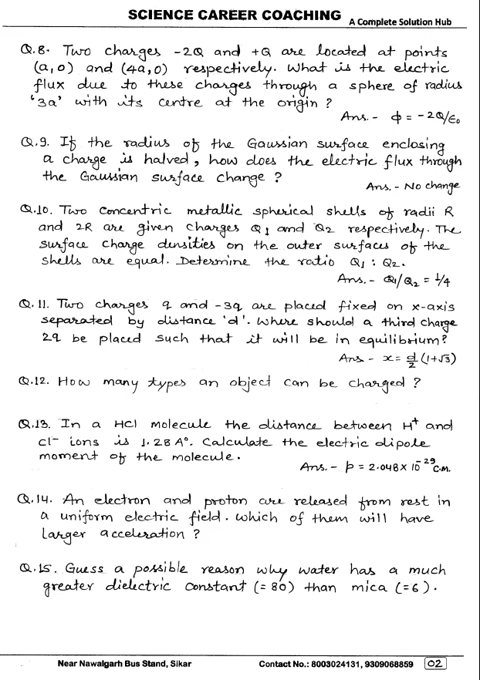 SCIENCE CAREER COACHING
A Complete Solution Hub
Q.8. Two charges -2Q and +Q are located at points
(a,0) and (4a,0) respectively. What is the electric
flux due to these charges through a sphere of radius
'3a' with its centre at the origin ?
Ans.- ϕ = -2Q/ε₀
Q.9. If the radius of the Gaussian surface enclosing
a charge is halved, how does the electric flux through
the Gaussian surface change ?
Ans. - No change
Q.10. Two concentric metallic spherical shells of radii R
and 2R are given charges Q1 and Q2 respectively. The
surface charge densities on the outer surfaces of the
shells are equal. Determine the ratio Q1 : Q2.
Ans.- Q1/Q2 = 1/4
Q.11. Two charges q and -3q are placed fixed on x-axis
separated by distance 'd'. Where should a third charge
2q be placed such that it will be in equilibrium?
Ans - x = d/2 (1+√3)
Q.12. How many types an object can be charged ?
Q.13. In a HCl molecule the distance between H⁺ and
Cl⁻ ions is 1.28 A°. Calculate the electric dipole
moment of the molecule.
Ans.- p = 2.048 x 10⁻²⁹ C.M.
Q.14. An electron and proton are released from rest in
a uniform electric field. Which of them will have
larger acceleration ?
Q.15. Guess a possible reason why water has a much
greater dielectric constant (= 80) than mica (=6).
Near Nawalgarh Bus Stand, Sikar
Contact No.: 8003024131, 9309068859
02